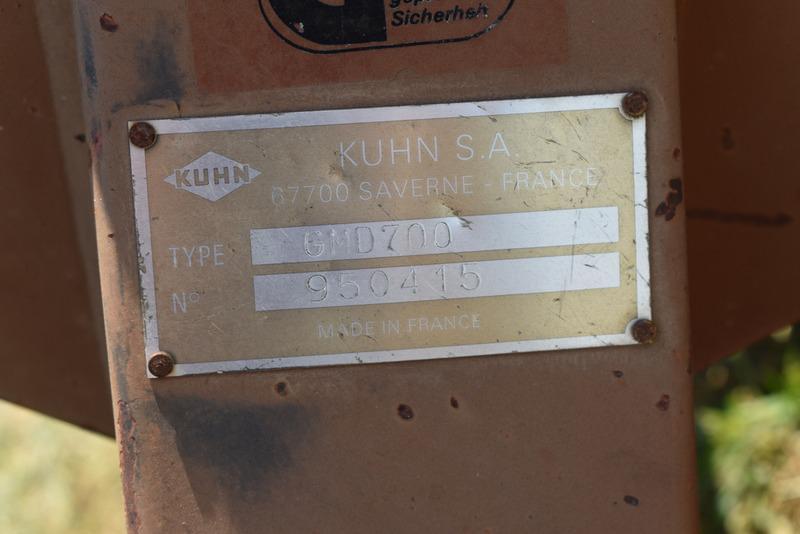 Sicherheit
KUHN
KUHN S.A.
67700 SAVERNE - FRANCE
TYPE GMD700
N° 950415
MADE IN FRANCE